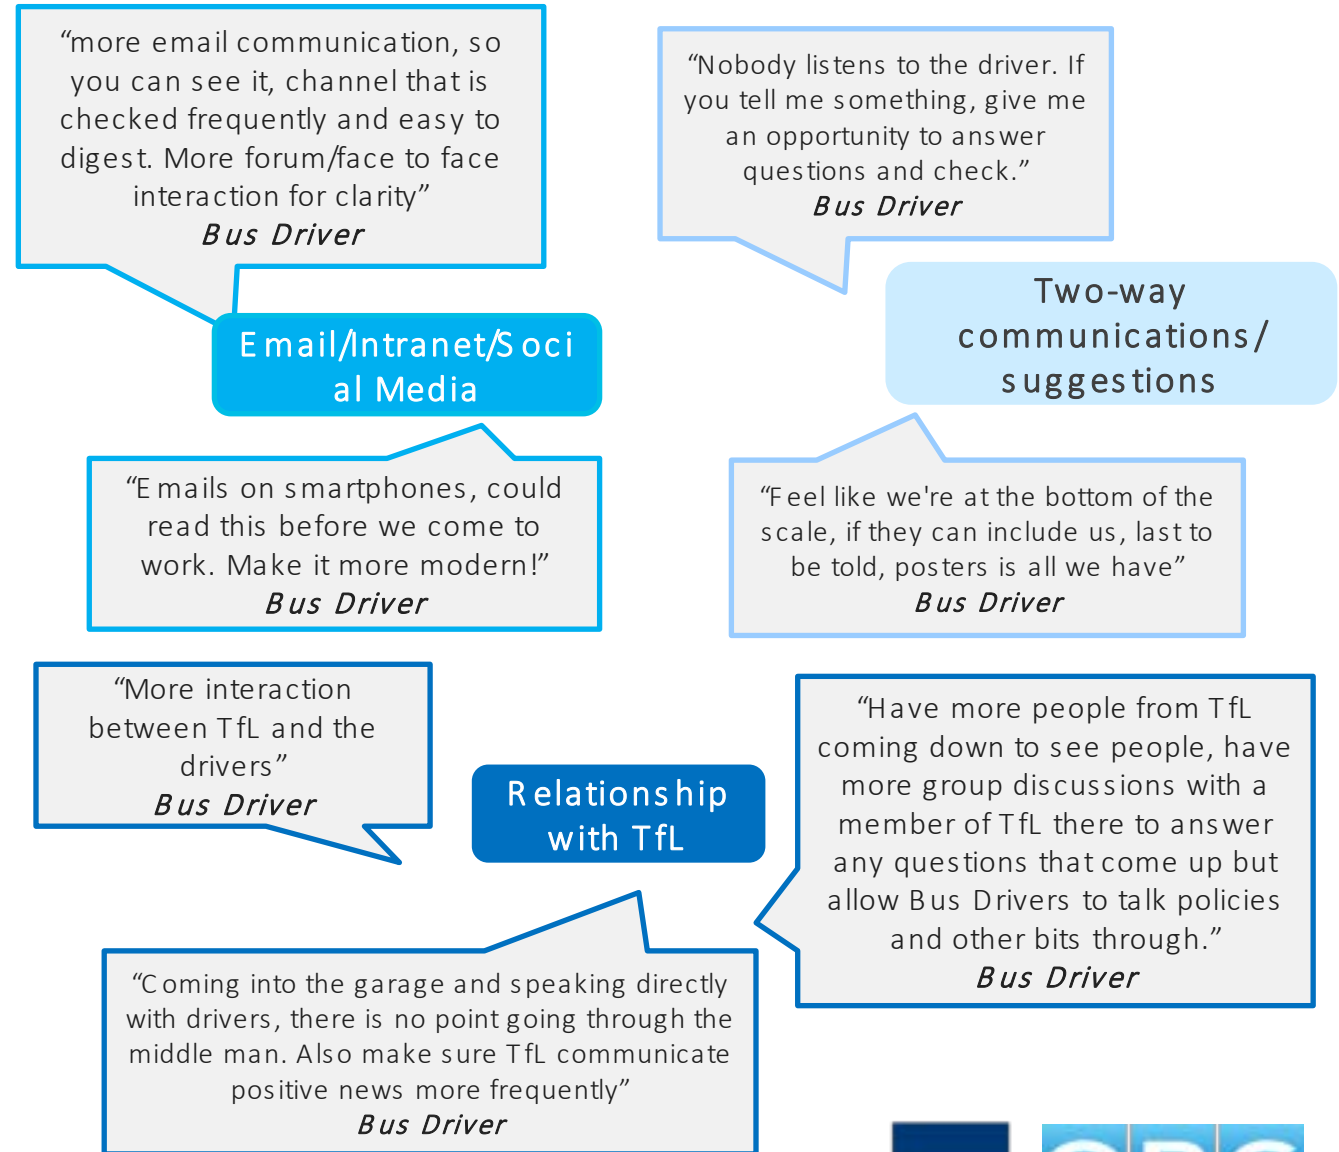 “more email communication, so
you can see it, channel that is
checked frequently and easy to
digest. More forum/face to face
interaction for clarity”
Bus Driver
“Nobody listens to the driver. If
you tell me something, give me
an opportunity to answer
questions and check.”
Bus Driver
Email/Intranet/Soci
al Media
Two-way
communications/
suggestions
“Emails on smartphones, could
read this before we come to
work. Make it more modern!”
Bus Driver
“Feel like we're at the bottom of the
scale, if they can include us, last to
be told, posters is all we have”
Bus Driver
“More interaction
between TfL and the
drivers”
Bus Driver
Relationship
with TfL
“Have more people from TfL
coming down to see people, have
more group discussions with a
member of TfL there to answer
any questions that come up but
allow Bus Drivers to talk policies
and other bits through.”
Bus Driver
“Coming into the garage and speaking directly
with drivers, there is no point going through the
middle man. Also make sure TfL communicate
positive news more frequently”
Bus Driver